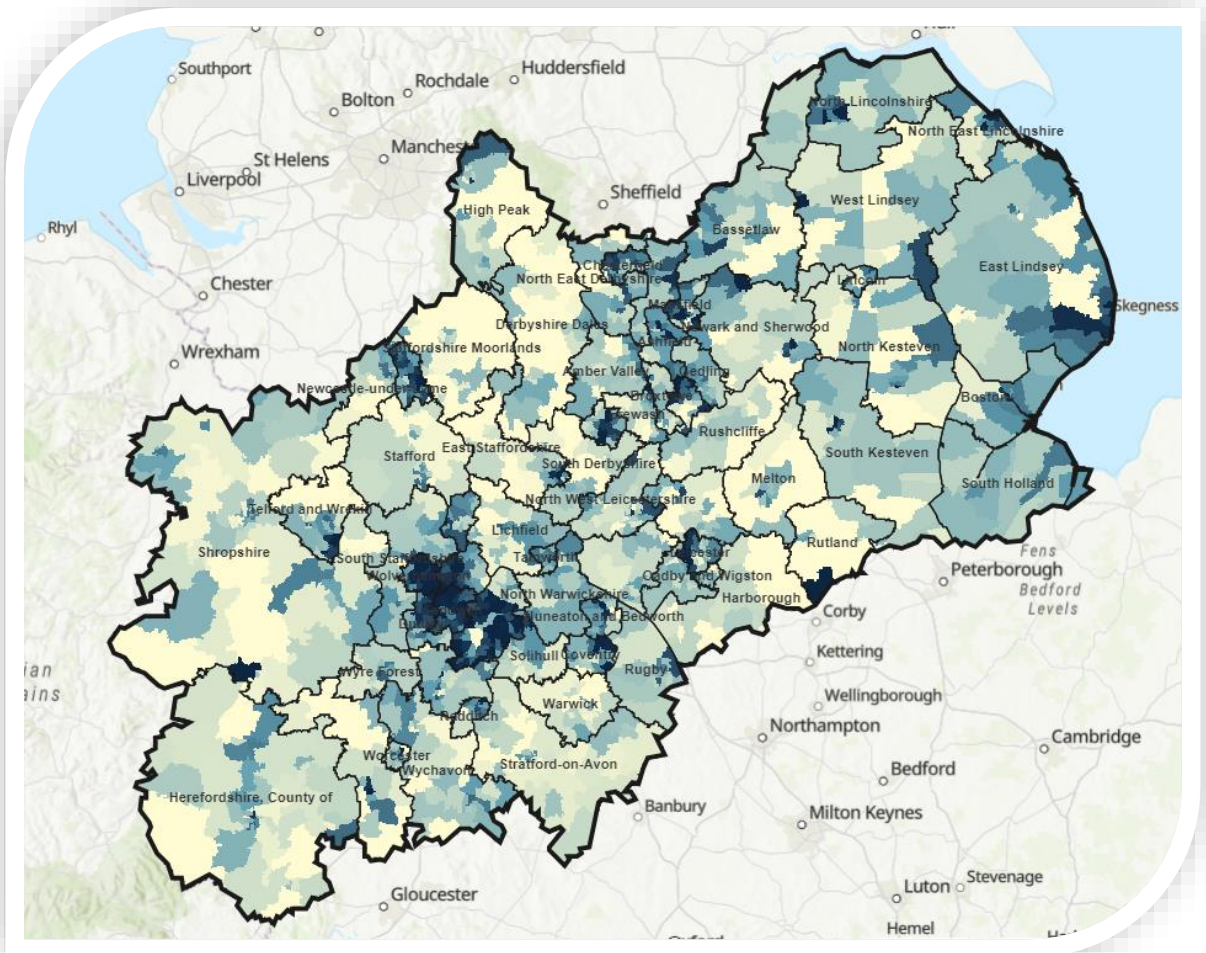 Southport
Huddersfield
Rochdale
Bolton
North Lincolnshire
North East Lincolnshire
St Helens
Liverpool
Sheffield
West Lindsey
High Peak
Rhyl
Bassetlaw
East Lindsey
North East Derbyshire
Chester
Lincoln
Skegness
Derbyshire Dales
Newark and Sherwood
Ashfield
North Kesteven
Wrexham
Amber Valley
Gedling
Newcastle-under-Lyme
Rushcliffe
East Staffordshire
Stafford
South Derbyshire
South Kesteven
Melton
South Holland
North West Leicestershire
Telford and Wrekin
Lichfield
Rutland
Shropshire
Fens
Peterborough
Bedford
Levels
Tamworth
Oadby and Wigston
North Warwickshire
Harborough
Corby
Nuneaton and Bedworth
Solihull
Coventry
Kettering
Wyre Forest
Rugby
Wellingborough
Warwick
Redditch
Northampton
Cambridge
Worcester
Wychavon
Stratford-on-Avon
Bedford
Herefordshire, County of
Banbury
Milton Keynes
Gloucester
Luton
Stevenage
Hemel